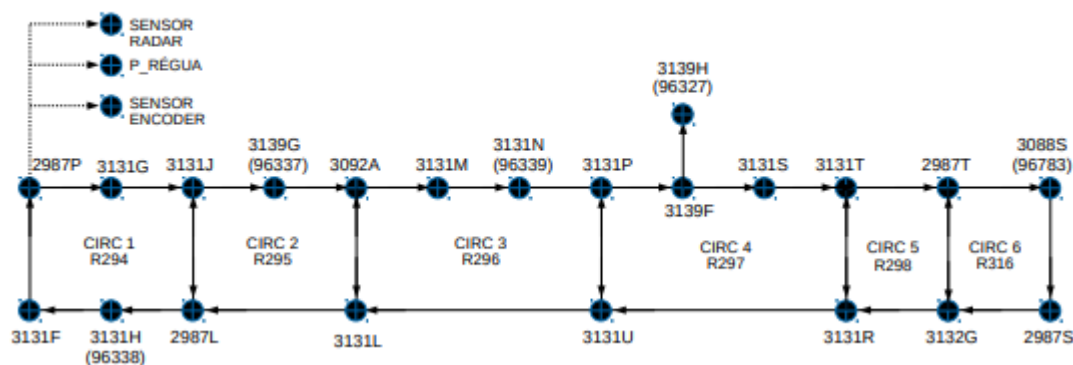 SENSOR
RADAR
P_RÉGUA
SENSOR
ENCODER
3139H
(96327)
2987P
3131G
3131J
3139G
(96337)
3092A
3131M
3131N
(96339)
3131P
3139F
3131S
3131T
2987T
3088S
(96783)
CIRC 1
R294
CIRC 2
R295
CIRC 3
R296
CIRC 4
R297
CIRC 5
R298
CIRC 6
R316
3131F
3131H
(96338)
2987L
3131L
3131U
3131R
3132G
2987S